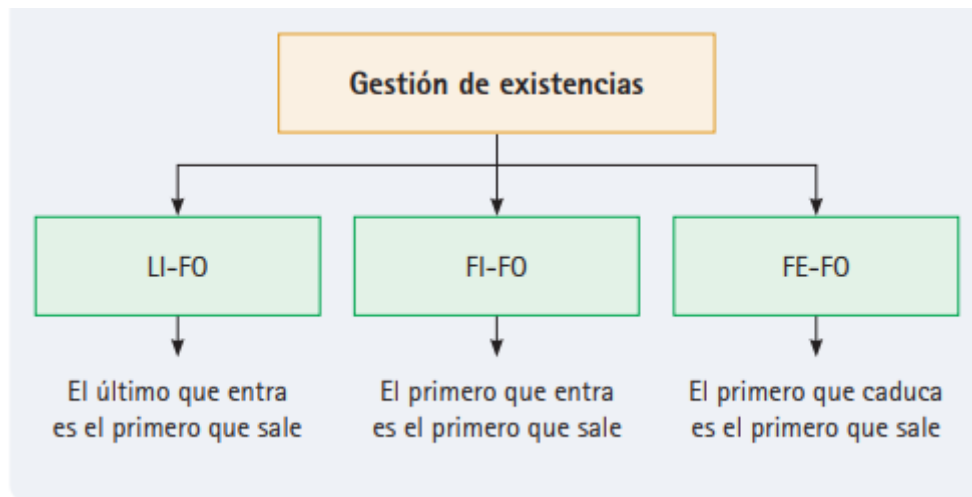 Gestión de existencias
LI-FO
FI-FO
FE-FO
El último que entra
es el primero que sale
El primero que entra
es el primero que sale
El primero que caduca
es el primero que sale